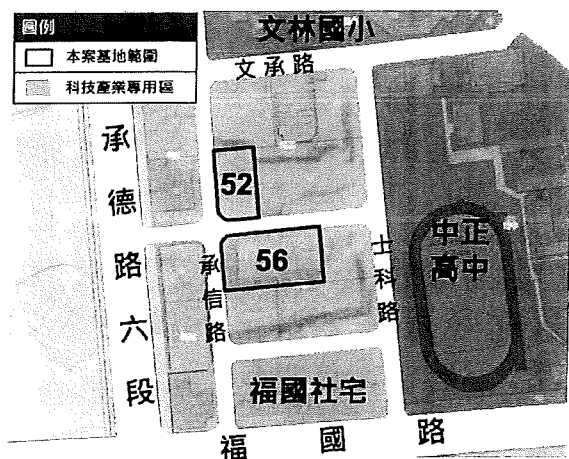 圖例
本案基地範圍
科技產業專用區
文林國小
文承路
承德路六段
52
56
承信路
士科路
中正
高中
福國社宅
福國路